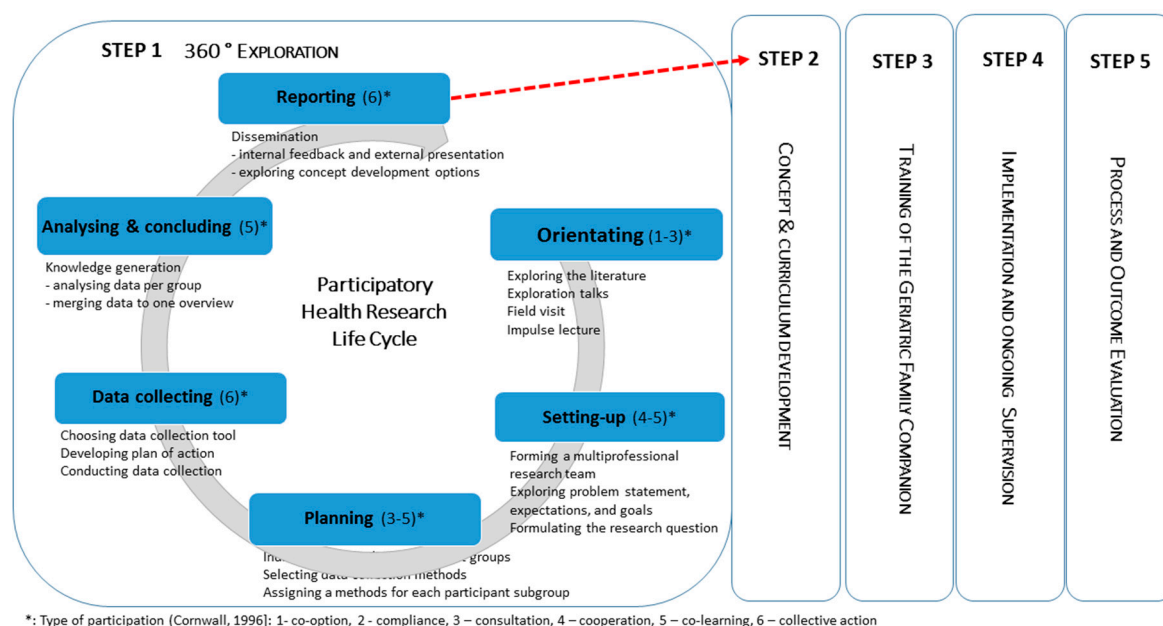 STEP 1 360° EXPLORATION
Reporting (6)*
Dissemination
- internal feedback and external presentation
- exploring concept development options
Orientating (1-3)*
Exploring the literature
Exploration talks
Field visit
Impulse lecture
Setting-up (4-5)*
Forming a multiprofessional
research team
Exploring problem statement,
expectations, and goals
Formulating the research question
Planning (3-5)*
groups
Selecting data collection methods
Assigning a methods for each participant subgroup
Data collecting (6)*
Choosing data collection tool
Developing plan of action
Conducting data collection
Analysing & concluding (5)*
Knowledge generation
- analysing data per group
- merging data to one overview
Participatory
Health Research
Life Cycle
STEP 2
CONCEPT & CURRICULUM DEVELOPMENT
STEP 3
TRAINING OF THE GERIATRIC FAMILY COMPANION
STEP 4
IMPLEMENTATION AND ONGOING SUPERVISION
STEP 5
PROCESS AND OUTCOME EVALUATION
*: Type of participation (Cornwall, 1996]: 1- co-option, 2 - compliance, 3 – consultation, 4 – cooperation, 5 – co-learning, 6 – collective action